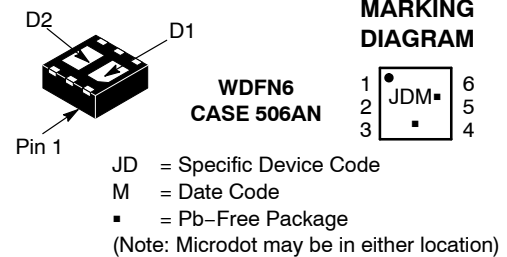 D2
D1
Pin 1
WDFN6
CASE 506AN
MARKING
DIAGRAM
1
2
3
JDM▪
▪
6
5
4
JD = Specific Device Code
M = Date Code
▪ = Pb−Free Package
(Note: Microdot may be in either location)